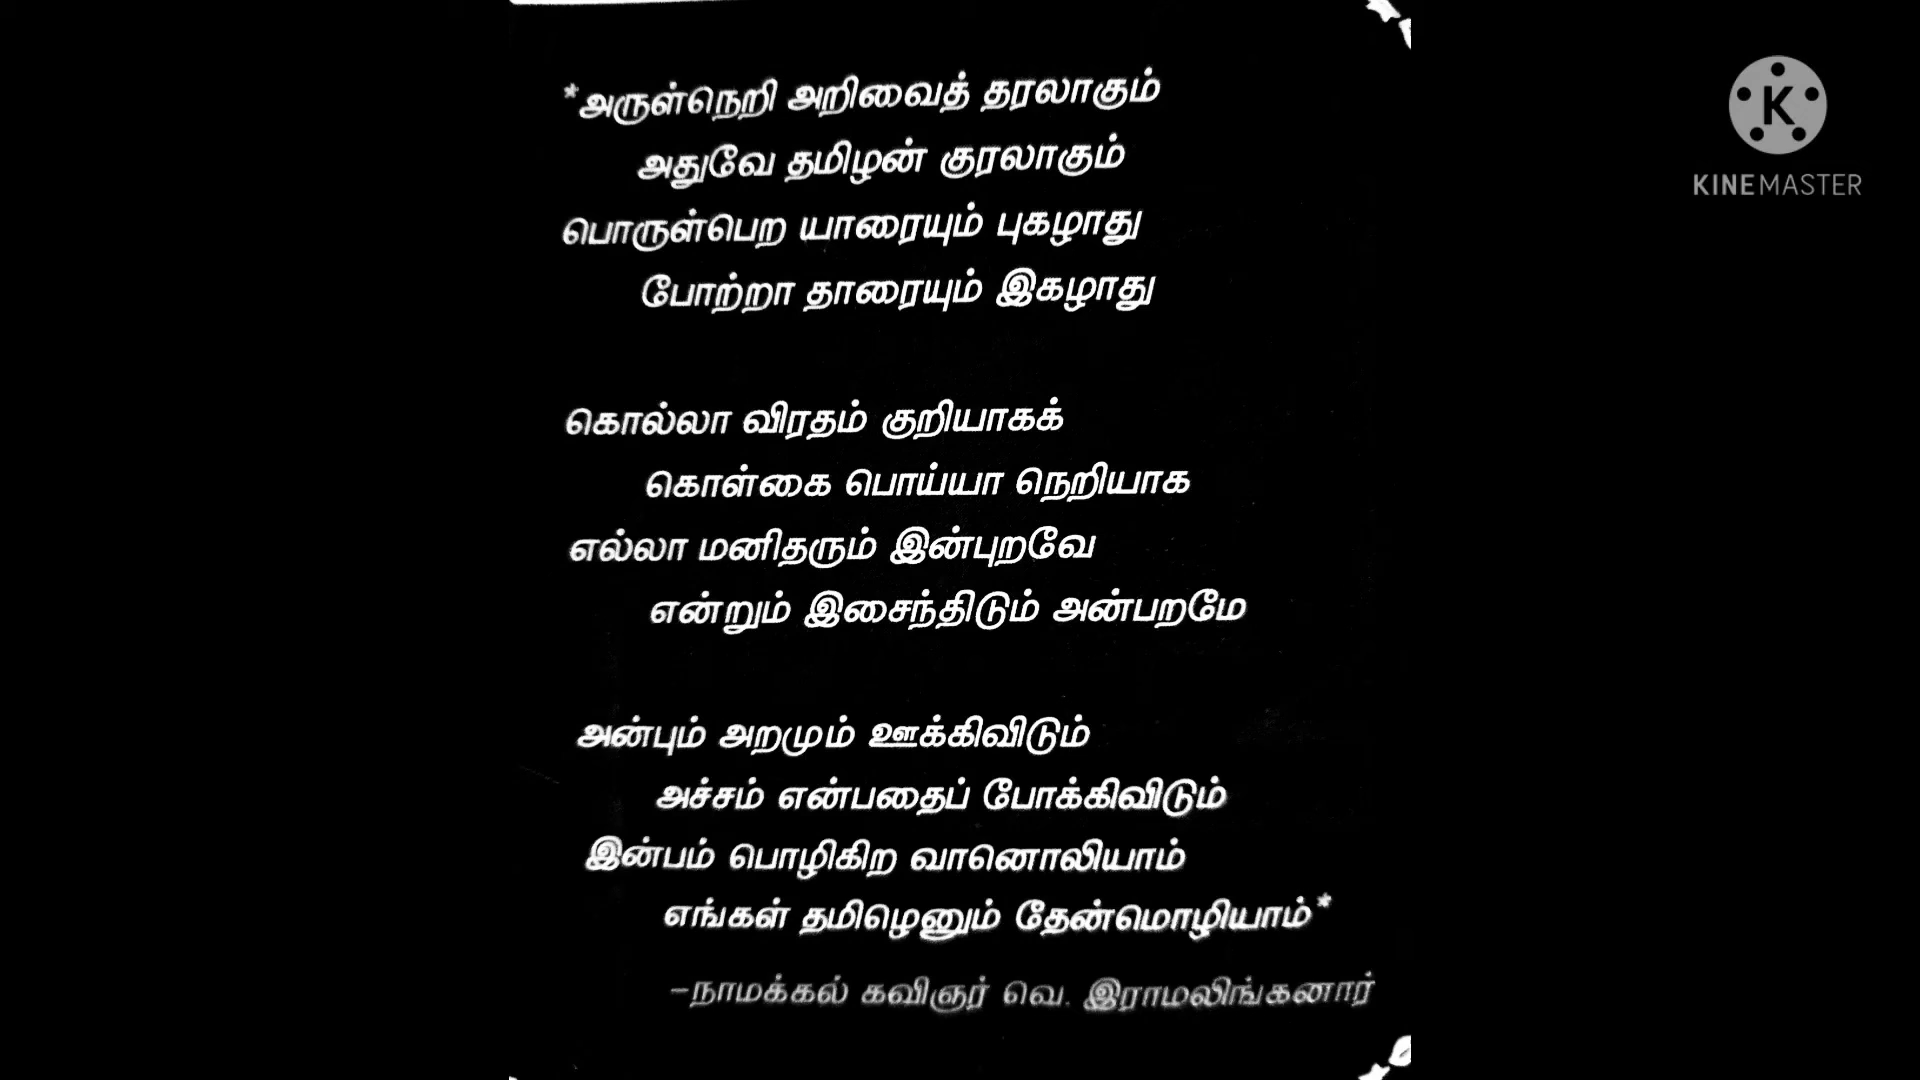 *அருள்நெறி அறிவைத் தரலாகும்
அதுவே தமிழன் குரலாகும்
பொருள்பெற யாரையும் புகழாது
போற்றா தாரையும் இகழாது
கொல்லா விரதம் குறியாகக்
கொள்கை பொய்யா நெறியாக
எல்லா மனிதரும் இன்புறவே
என்றும் இசைந்திடும் அன்பறமே
அன்பும் அறமும் ஊக்கிவிடும்
அச்சம் என்பதைப் போக்கிவிடும்
இன்பம் பொழிகிற வானொலியாம்
எங்கள் தமிழெனும் தேன்மொழியாம்*
–நாமக்கல் கவிஞர் வெ. இராமலிங்கனார்
K
KINEMASTER